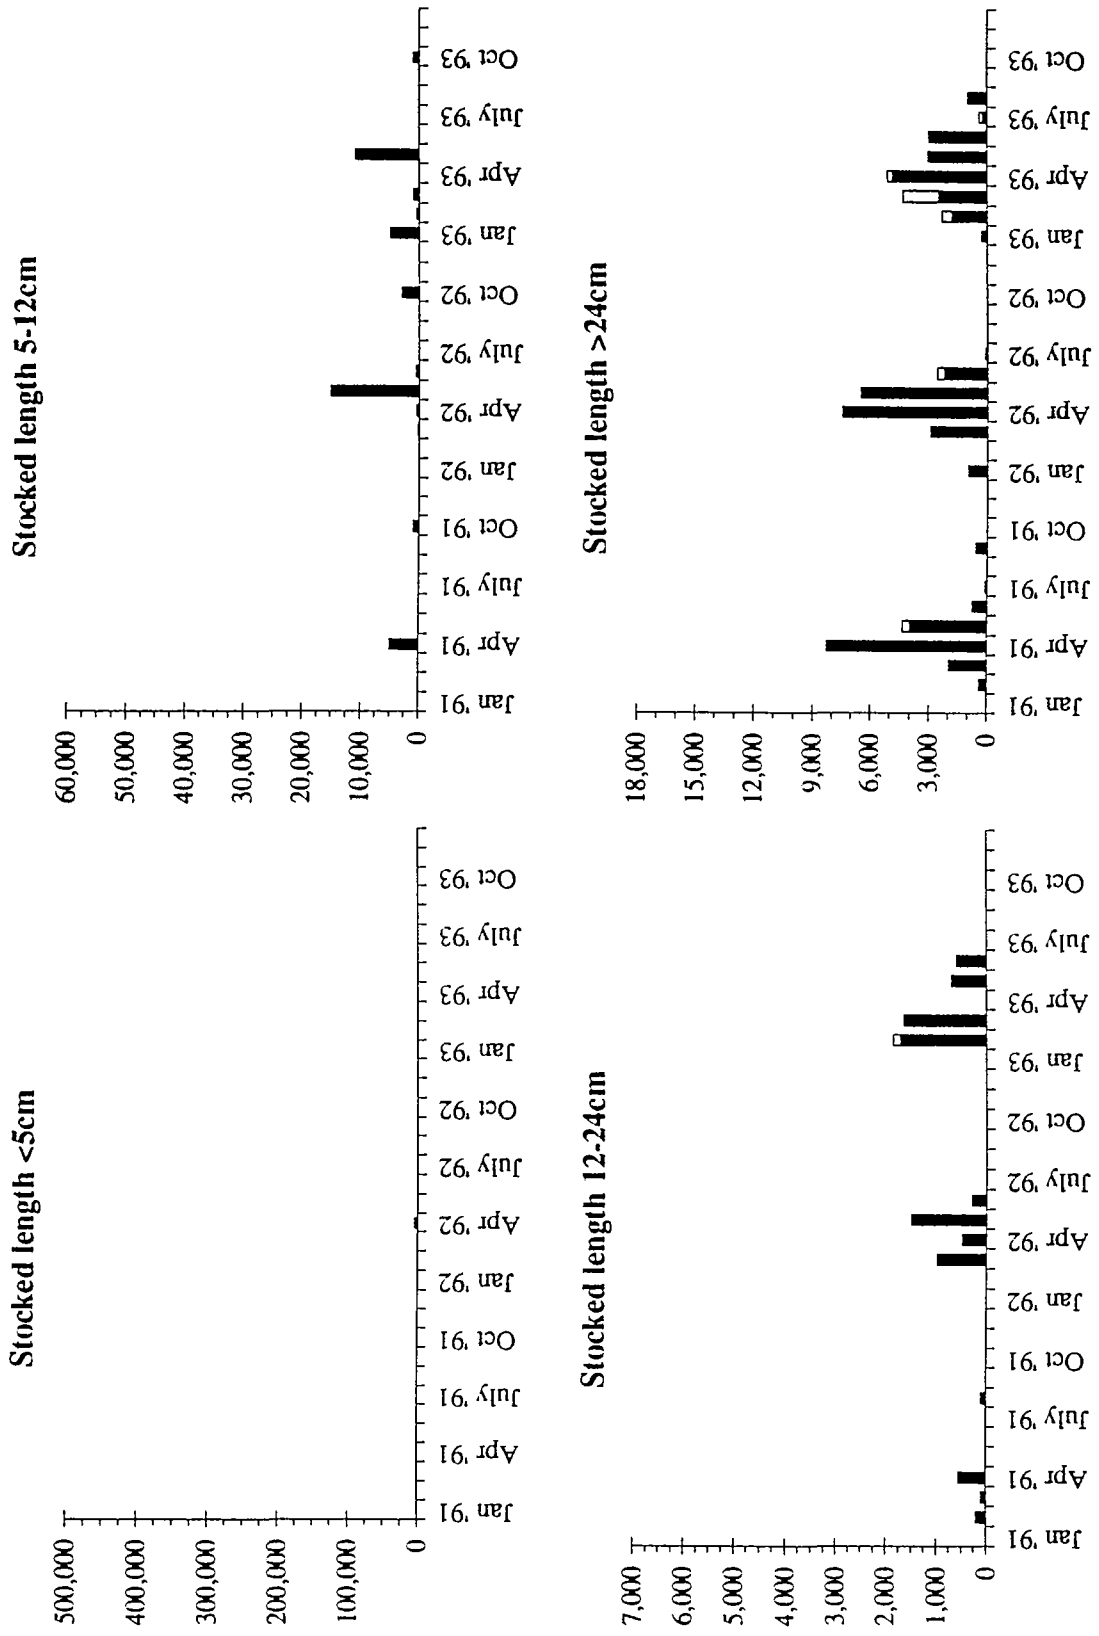 Stocked length <5cm
500,000
400,000
300,000
200,000
100,000
0
Jan '91
Apr '91
July '91
Oct '91
Jan '92
Apr '92
July '92
Oct '92
Jan '93
Apr '93
July '93
Oct '93
Stocked length 5-12cm
60,000
50,000
40,000
30,000
20,000
10,000
0
Jan '91
Apr '91
July '91
Oct '91
Jan '92
Apr '92
July '92
Oct '92
Jan '93
Apr '93
July '93
Oct '93
Stocked length 12-24cm
7,000
6,000
5,000
4,000
3,000
2,000
1,000
0
Jan '91
Apr '91
July '91
Oct '91
Jan '92
Apr '92
July '92
Oct '92
Jan '93
Apr '93
July '93
Oct '93
Stocked length >24cm
18,000
15,000
12,000
9,000
6,000
3,000
0
Jan '91
Apr '91
July '91
Oct '91
Jan '92
Apr '92
July '92
Oct '92
Jan '93
Apr '93
July '93
Oct '93